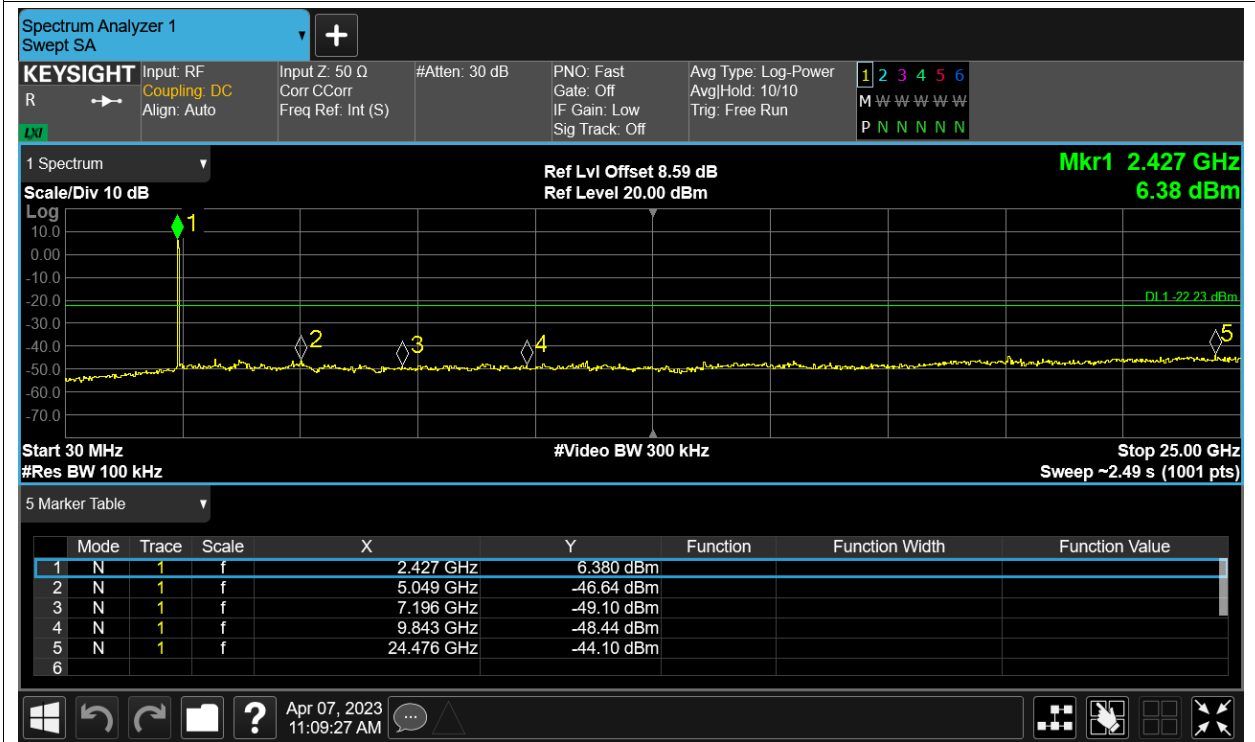 Spectrum Analyzer 1
Swept SA
+
KEYSIGHT
R
LXI
Input: RF
Coupling: DC
Align: Auto
Input Z: 50 Ω
Corr CCorr
Freq Ref: Int (S)
#Atten: 30 dB
PNO: Fast
Gate: Off
IF Gain: Low
Sig Track: Off
Avg Type: Log-Power
Avg|Hold: 10/10
Trig: Free Run
1 2 3 4 5 6
M W W W W W
P N N N N N
1 Spectrum
Scale/Div 10 dB
Ref Lvl Offset 8.59 dB
Ref Level 20.00 dBm
Mkr1 2.427 GHz
6.38 dBm
Log
10.0
0.00
-10.0
-20.0
-30.0
-40.0
-50.0
-60.0
-70.0
1
2
3
4
5
DL1 -22.23 dBm
Start 30 MHz
#Video BW 300 kHz
Stop 25.00 GHz
#Res BW 100 kHz
Sweep ~2.49 s (1001 pts)
5 Marker Table
Mode Trace Scale X Y Function Function Width Function Value
1 N 1 f 2.427 GHz 6.380 dBm
2 N 1 f 5.049 GHz -46.64 dBm
3 N 1 f 7.196 GHz -49.10 dBm
4 N 1 f 9.843 GHz -48.44 dBm
5 N 1 f 24.476 GHz -44.10 dBm
6
?
Apr 07, 2023
11:09:27 AM